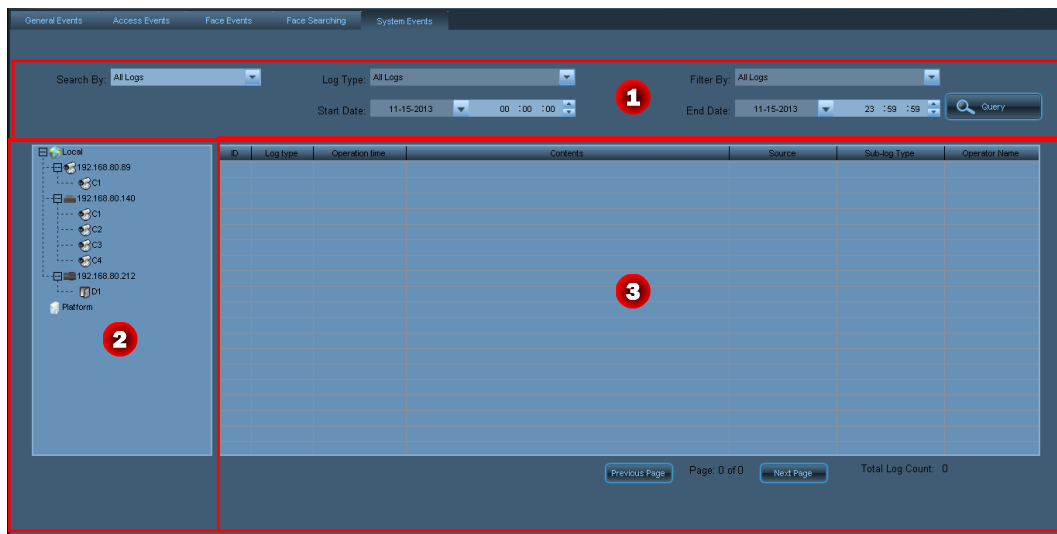 General Events Access Events Face Events Face Searching System Events
Search By: All Logs Log Type: All Logs Filter By: All Logs
1
Start Date: 11-15-2013 00 :00 :00 End Date: 11-15-2013 23 :59 :59 Query
Local
192.168.80.89
C1
192.168.80.140
C1
C2
C3
C4
192.168.80.212
D1
Platform
2
ID Log type Operation time Contents Source Sub-log Type Operator Name
3
Previous Page Page: 0 of 0 Next Page Total Log Count: 0